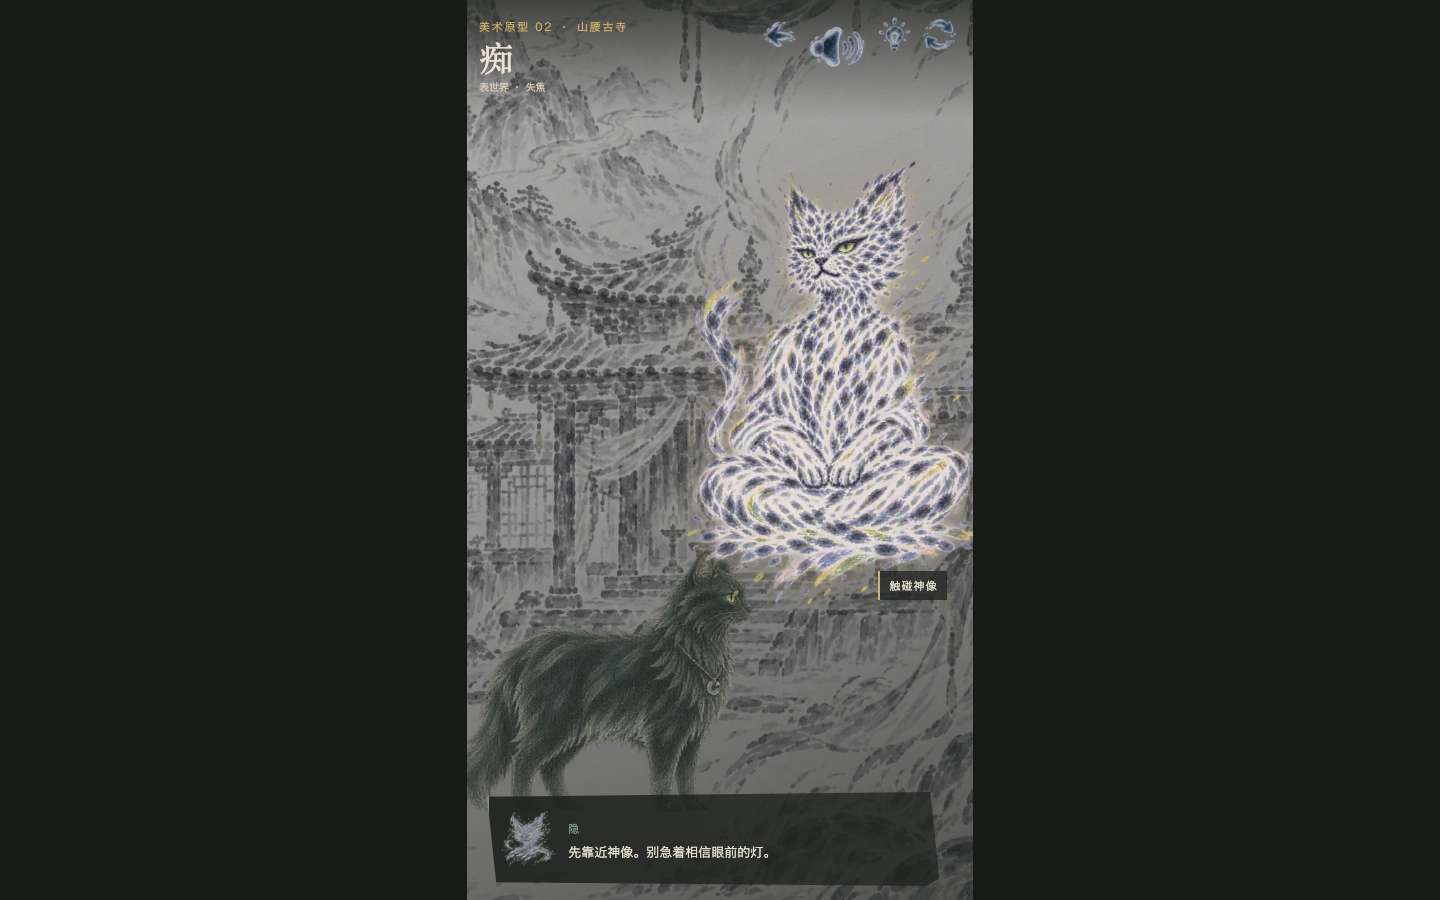 美术原型 02 · 山腰古寺
痴
表世界 · 失焦
触碰神像
隐
先靠近神像。别急着相信眼前的灯。